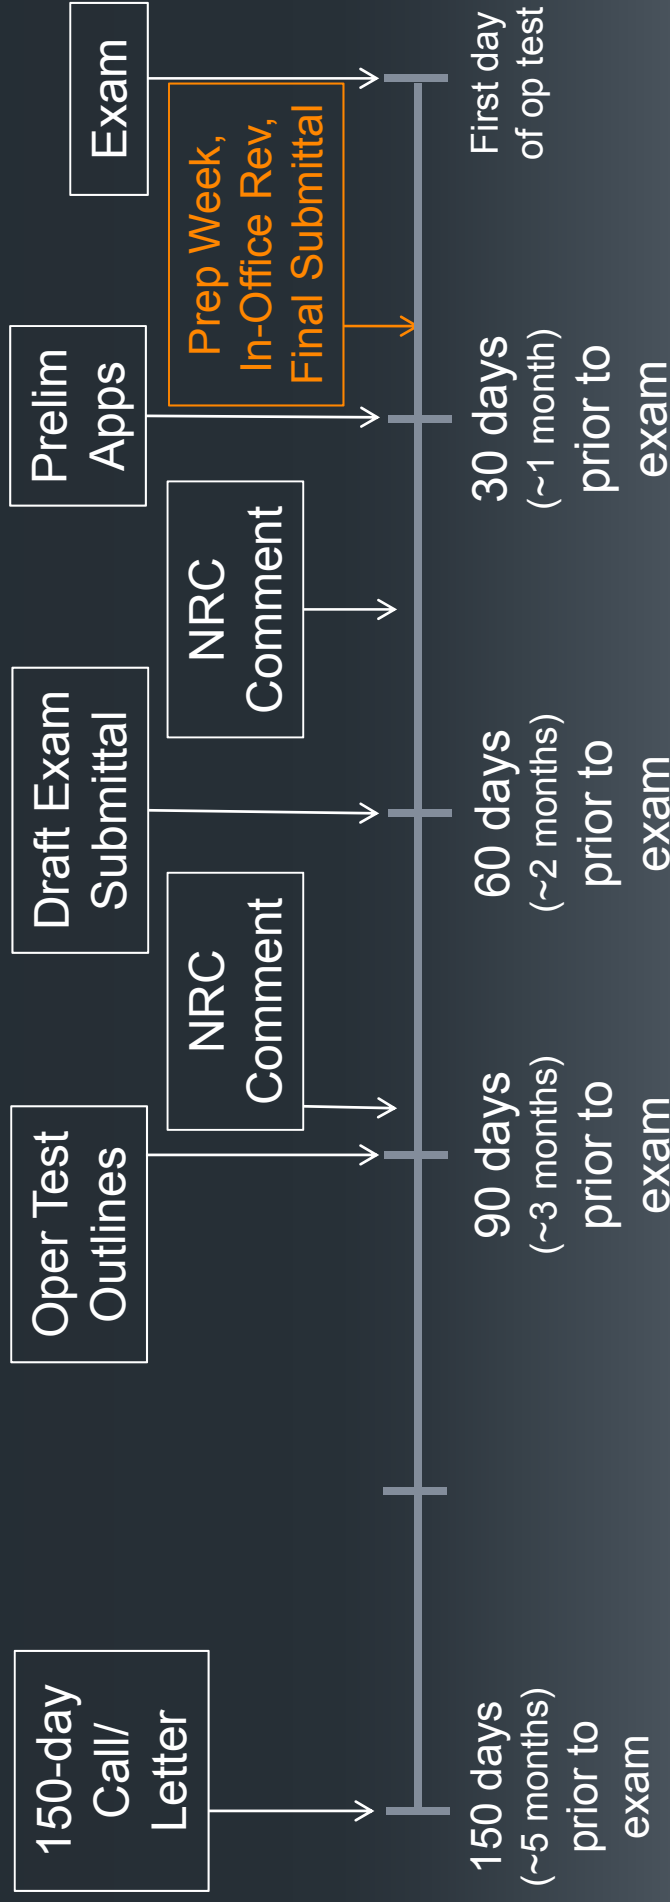 150-day
Call/
Letter
Oper Test
Outlines
NRC
Comment
Draft Exam
Submittal
NRC
Comment
Prelim
Apps
Prep Week,
In-Office Rev,
Final Submittal
Exam
150 days
(~5 months)
prior to
exam
90 days
(~3 months)
prior to
exam
60 days
(~2 months)
prior to
exam
30 days
(~1 month)
prior to
exam
First day
of op test